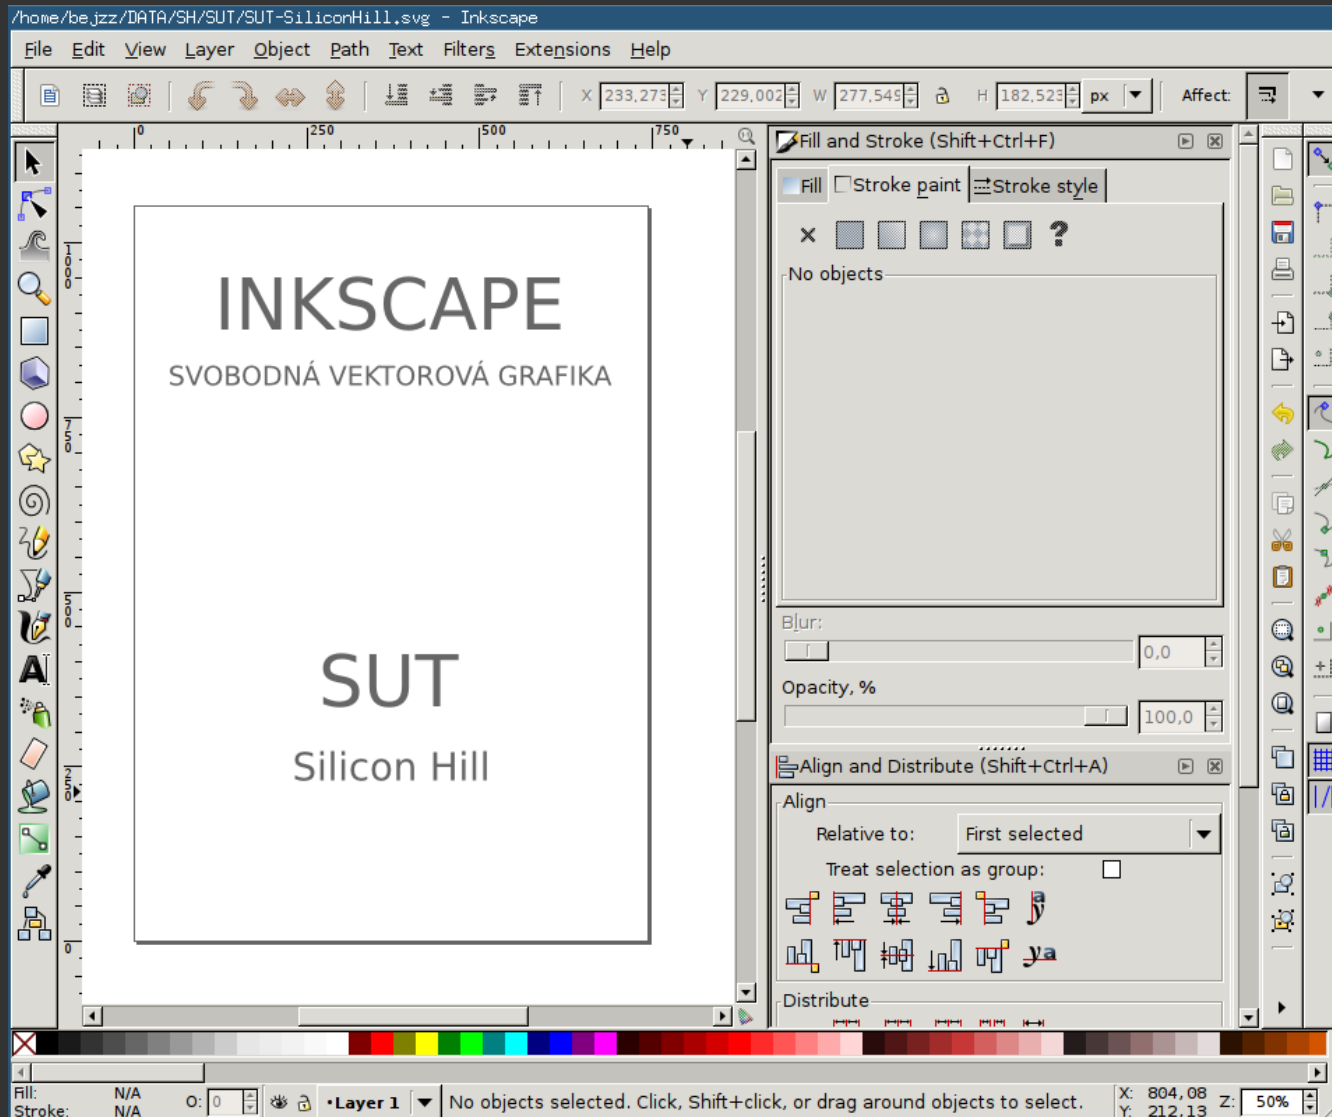 /home/bejzz/DATA/SH/SUT/SUT-SiliconHill.svg - Inkscape
File Edit View Layer Object Path Text Filters Extensions Help
X 233,273 Y 229,002 W 277,549 H 182,523 px Affect:
0 250 500 750
Fill and Stroke (Shift+Ctrl+F)
Fill Stroke paint Stroke style
No objects
1000
750
500
250
0
INKSCAPE
SVOBODNÁ VEKTOROVÁ GRAFIKA
SUT
Silicon Hill
Blur:
0,0
Opacity, %
100,0
Align and Distribute (Shift+Ctrl+A)
Align
Relative to: First selected
Treat selection as group:
Distribute
Fill: N/A
Stroke: N/A
O: 0
•Layer 1
No objects selected. Click, Shift+click, or drag around objects to select.
X: 804,08
Y: 212,13
Z: 50%